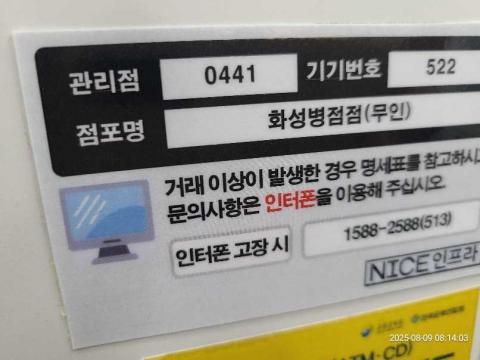 관리점 0441 기기번호 522
점포명 화성병점점(무인)
거래 이상이 발생한 경우 명세표를 참고하시고
문의사항은 인터폰을 이용해 주십시오.
인터폰 고장 시 1588-2588(513)
NICE인프라
2025-08-09 08:14:03